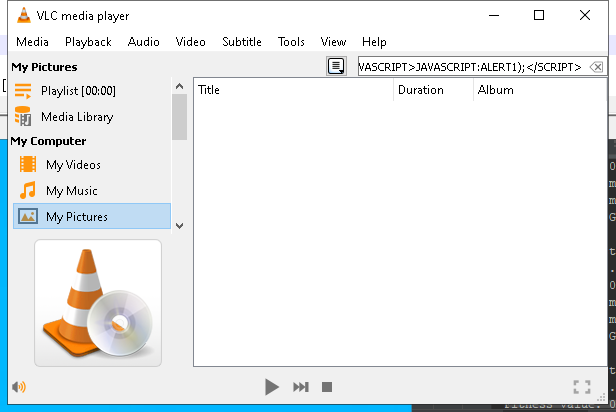 VLC media player
Media Playback Audio Video Subtitle Tools View Help
My Pictures
VASCRIPT>JAVASCRIPT:ALERT1);</SCRIPT>
Playlist [00:00]
Media Library
My Computer
My Videos
My Music
My Pictures
Title Duration Album